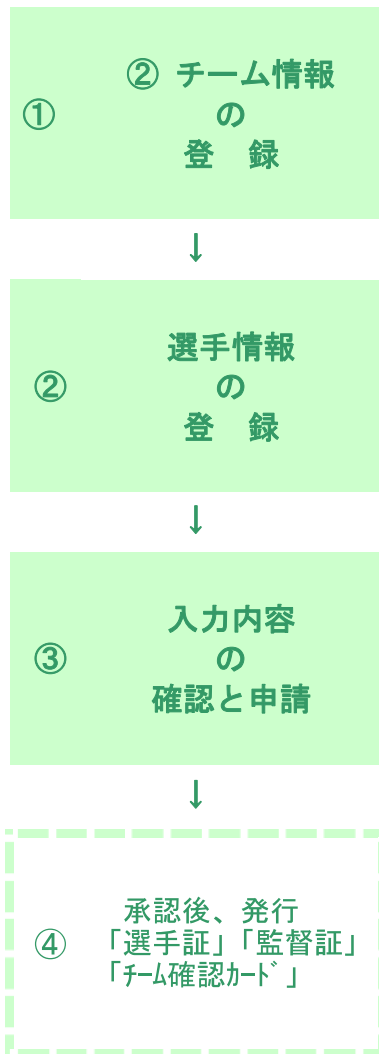 ② チーム情報
①
の
登　録
↓
選手情報
②
の
登　録
↓
入力内容
③
の
確認と申請
↓
承認後、発行
④
「選手証」「監督証」
「ﾁｰﾑ確認ｶｰﾄﾞ」